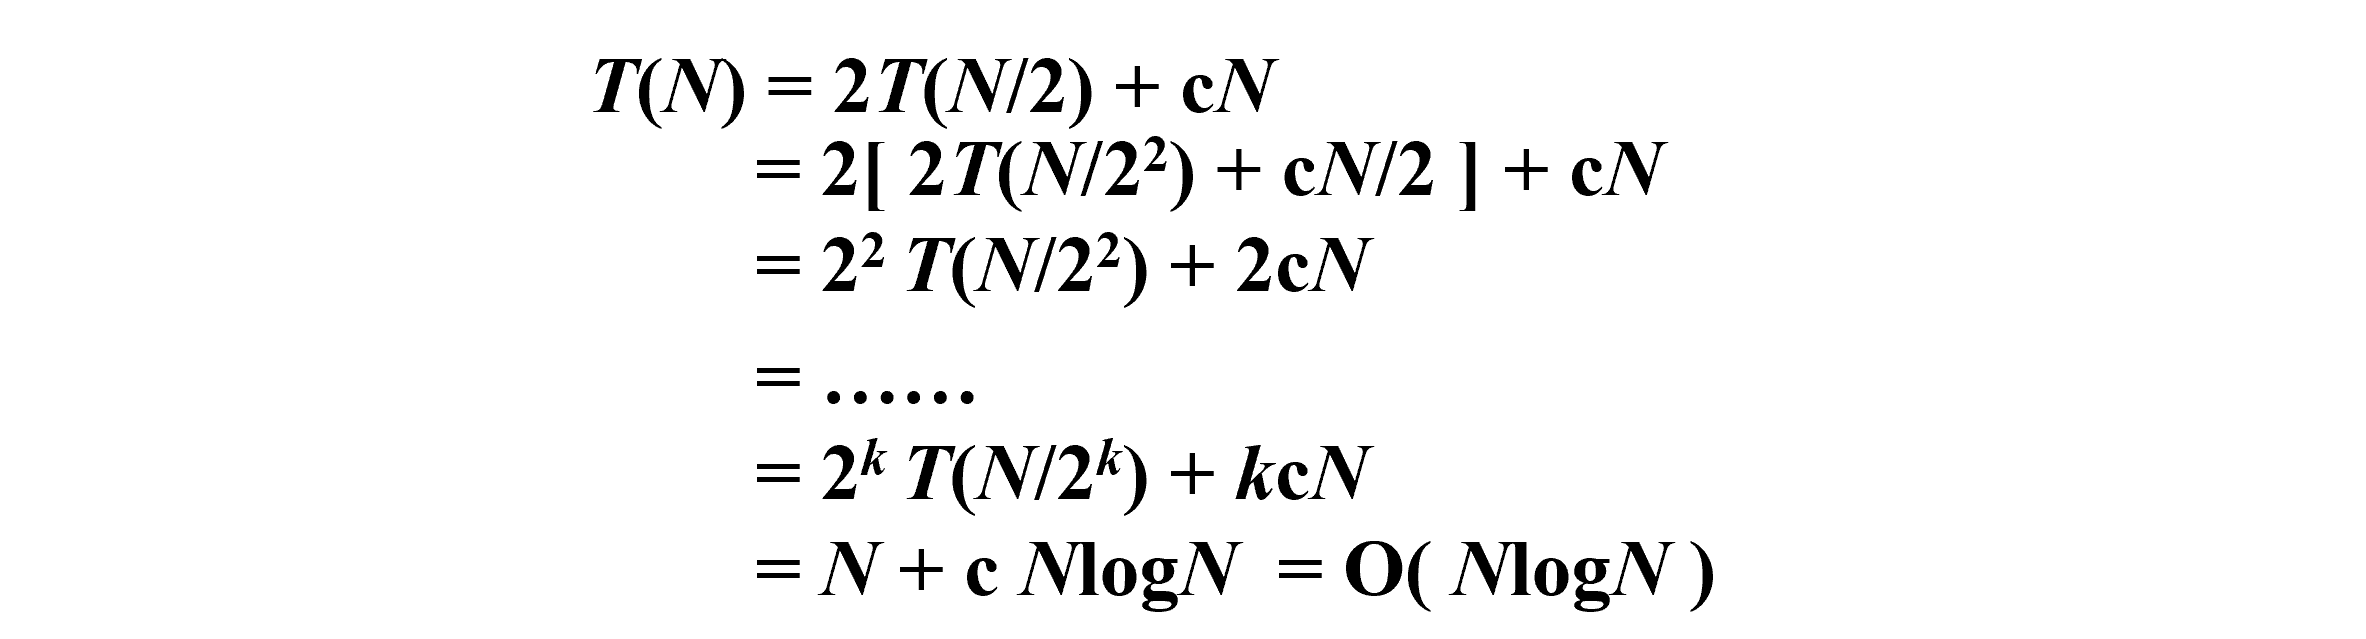 T(N) = 2T(N/2) + cN
= 2[ 2T(N/2²) + cN/2 ] + cN
= 2² T(N/2²) + 2cN
= ......
= 2ᵏ T(N/2ᵏ) + kcN
= N + c NlogN = O( NlogN )